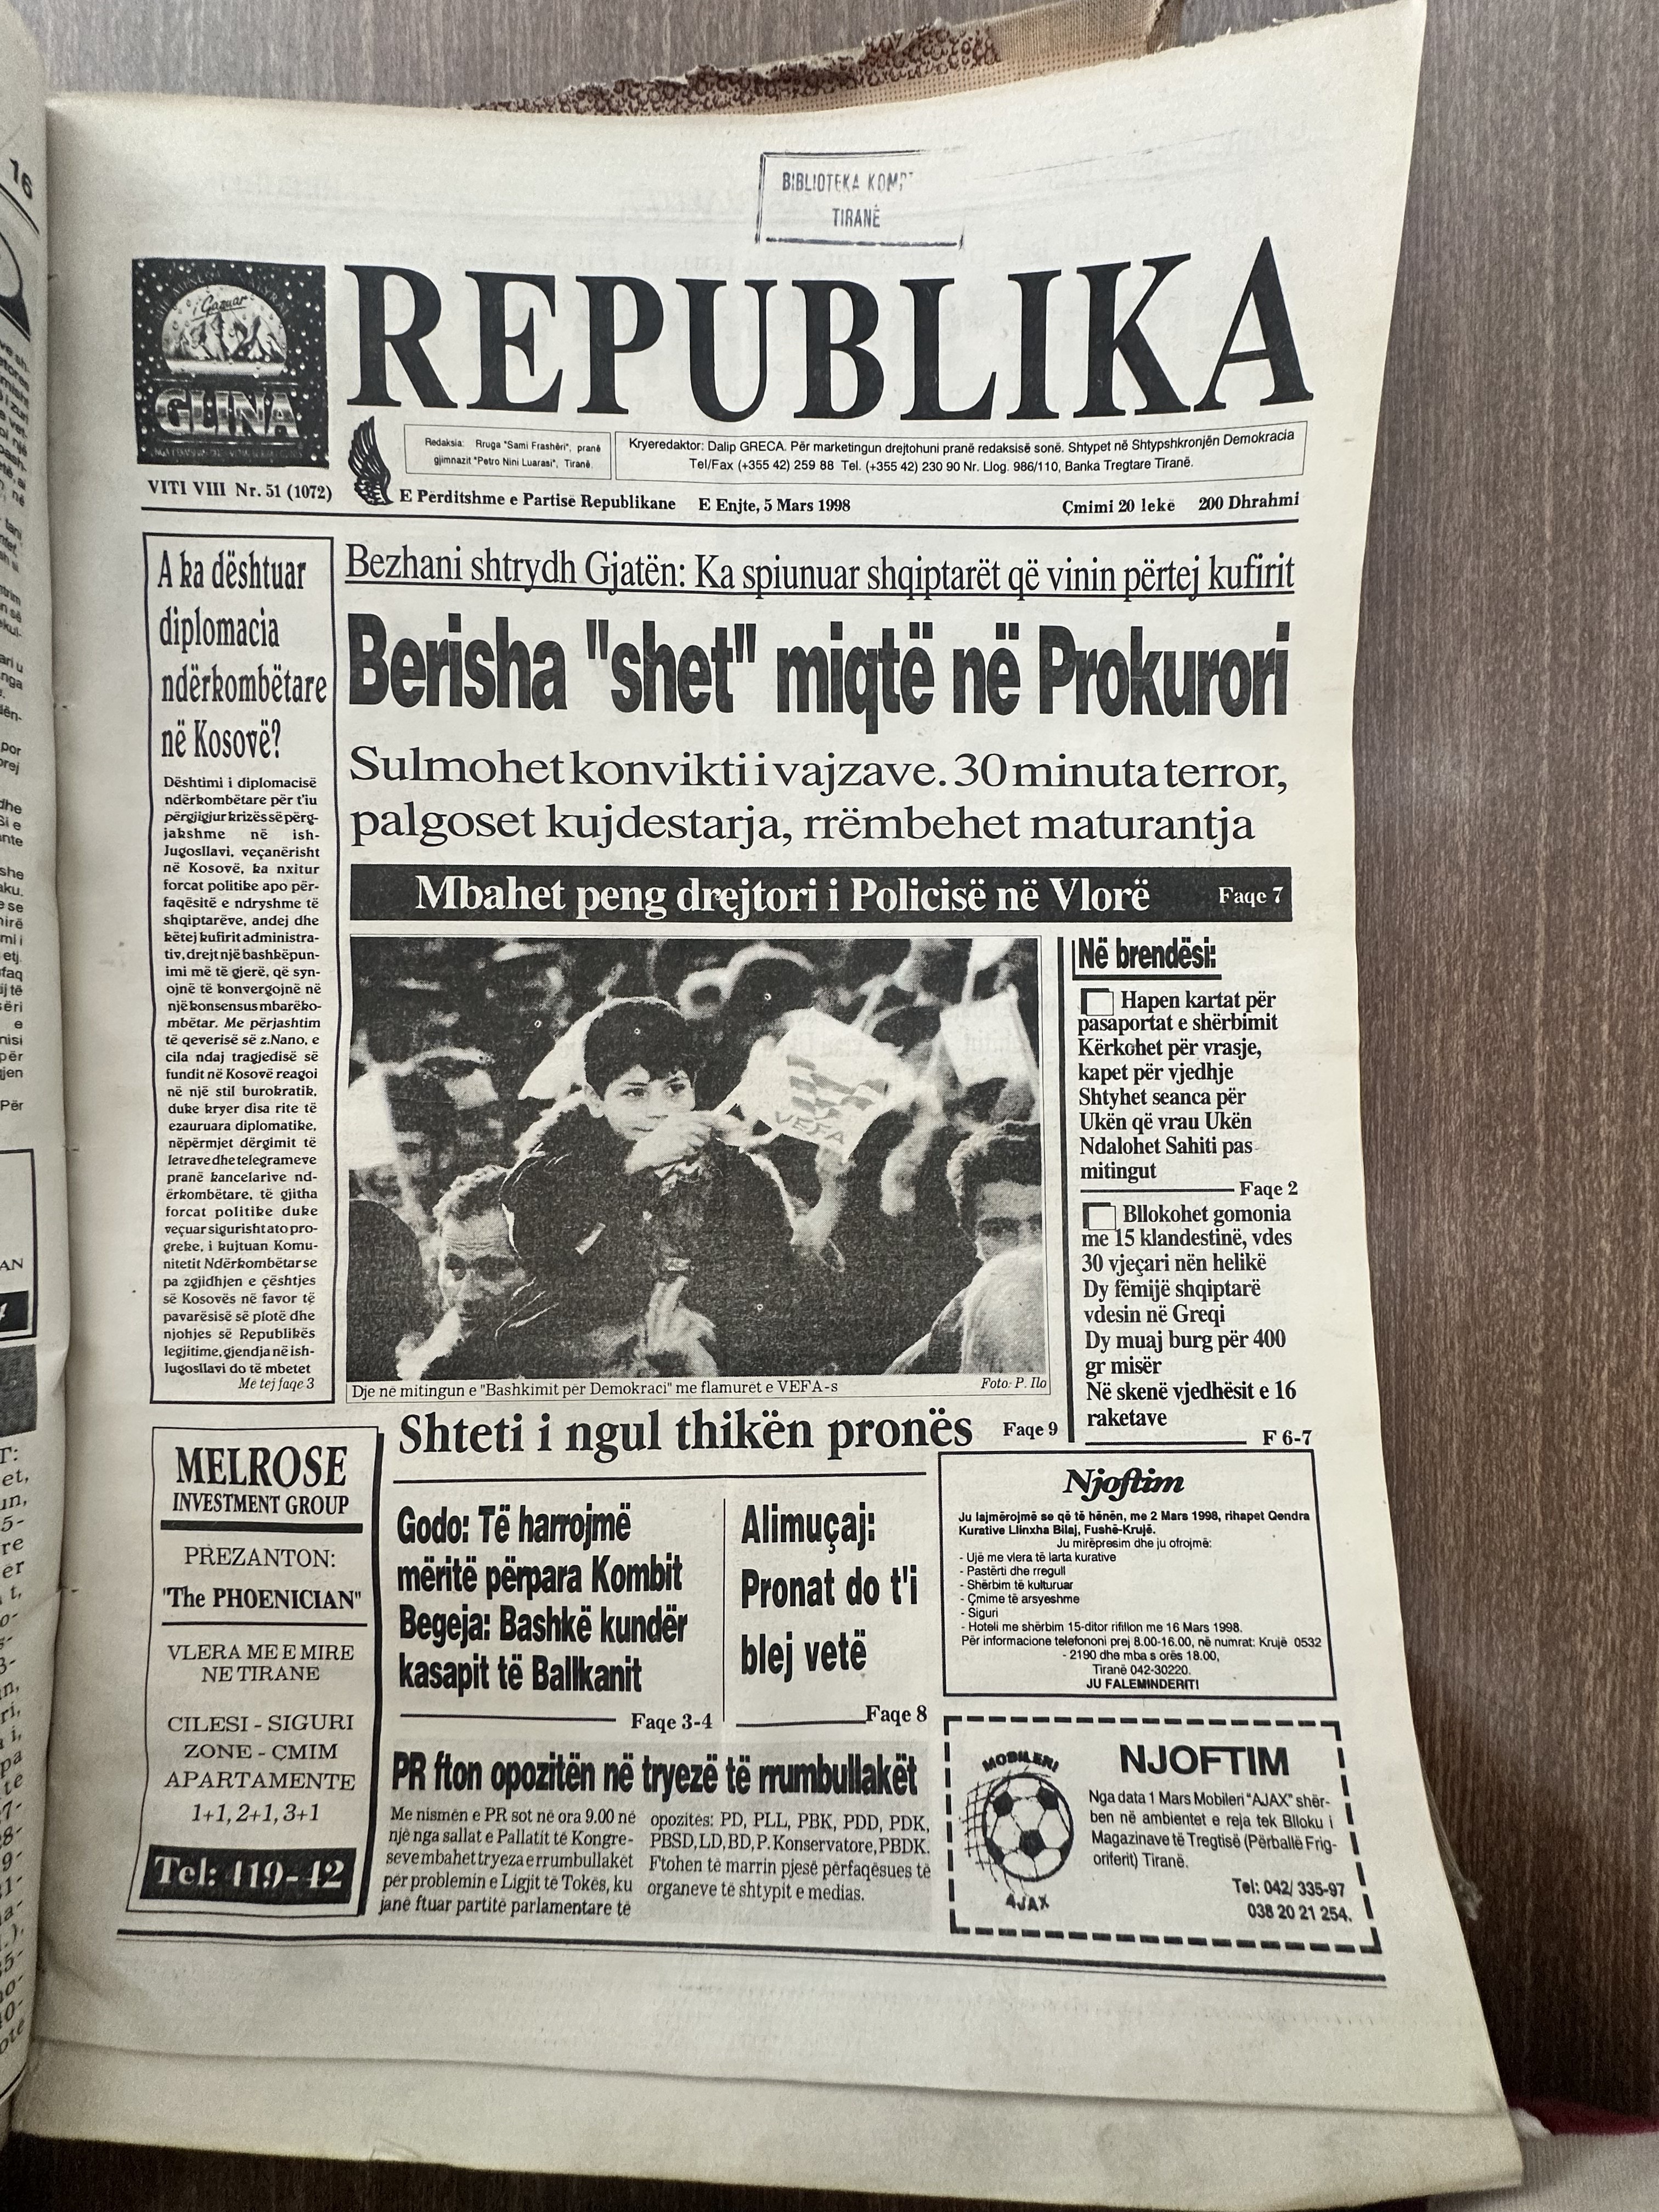 BIBLIOTEKA
TIRANË
REPUBLIKA
i Gazuar
GLINA
Redaksia: Rruga "Sami Frashëri", pranë
gjimnazit "Petro Nini Luarasi", Tiranë.
Kryeredaktor: Dalip GRECA. Për marketingun drejtohuni pranë redaksisë sonë. Shtypet në Shtypshkronjën Demokracia
Tel/Fax (+355 42) 259 88 Tel. (+355 42) 230 90 Nr. Llog. 986/110, Banka Tregtare Tiranë.
VITI VIII Nr. 51 (1072)
E Përditshme e Partisë Republikane E Enjte, 5 Mars 1998
Çmimi 20 lekë 200 Dhrahmi
A ka dështuar
diplomacia
ndërkombëtare
në Kosovë?
Dështimi i diplomacisë
ndërkombëtare për t'iu
përgjigjur krizës së përg-
jakshme në ish-
Jugosllavi, veçanërisht
në Kosovë, ka nxitur
forcat politike apo për-
faqësitë e ndryshme të
shqiptarëve, andej dhe
këtej kufirit administra-
tiv, drejt një bashkëpun-
imi më të gjerë, që syn-
ojnë të konvergojnë në
një konsensus mbarëko-
mbëtar. Me përjashtim
të qeverisë së z.Nano, e
cila ndaj tragjedisë së
fundit në Kosovë reagoi
në një stil burokratik,
duke kryer disa rite të
ezauruara diplomatike,
nëpërmjet dërgimit të
letrave dhe telegrameve
pranë kancelarive nd-
ërkombëtare, të gjitha
forcat politike duke
veçuar sigurisht ato pro-
greke, i kujtuan Komu-
nitetit Ndërkombëtar se
pa zgjidhjen e çështjes
së Kosovës në favor të
pavarësisë së plotë dhe
njohjes së Republikës
legjitime, gjendja në ish-
Jugosllavi do të mbetet
Më tej faqe 3
Bezhani shtrydh Gjatën: Ka spiunuar shqiptarët që vinin përtej kufirit
Berisha "shet" miqtë në Prokurori
Sulmohet konvikti i vajzave. 30 minuta terror,
palgoset kujdestarja, rrëmbehet maturantja
Mbahet peng drejtori i Policisë në Vlorë Faqe 7
VEFA
Dje në mitingun e "Bashkimit për Demokraci" me flamurët e VEFA-s
Foto: P. Ilo
Në brendësi:
Hapen kartat për
pasaportat e shërbimit
Kërkohet për vrasje,
kapet për vjedhje
Shtyhet seanca për
Ukën që vrau Ukën
Ndalohet Sahiti pas
mitingut
Faqe 2
Bllokohet gomonia
me 15 klandestinë, vdes
30 vjeçari nën helikë
Dy fëmijë shqiptarë
vdesin në Greqi
Dy muaj burg për 400
gr misër
Në skenë vjedhësit e 16
raketave
F 6-7
Shteti i ngul thikën pronës Faqe 9
MELROSE
INVESTMENT GROUP
PREZANTON:
"The PHOENICIAN"
VLERA ME E MIRE
NE TIRANE
CILESI - SIGURI
ZONE - ÇMIM
APARTAMENTE
1+1, 2+1, 3+1
Tel: 419-42
Godo: Të harrojmë
mëritë përpara Kombit
Begeja: Bashkë kundër
kasapit të Ballkanit
Faqe 3-4
Alimuçaj:
Pronat do t'i
blej vetë
Faqe 8
PR fton opozitën në tryezë të rrumbullakët
Me nismën e PR sot në ora 9.00 në
një nga sallat e Pallatit të Kongre-
seve mbahet tryeza e rrumbullakët
për problemin e Ligjit të Tokës, ku
janë ftuar partitë parlamentare të
opozitës: PD, PLL, PBK, PDD, PDK,
PBSD, LD, BD, P. Konservatore, PBDK.
Ftohen të marrin pjesë përfaqësues të
organeve të shtypit e medias.
Njoftim
Ju lajmërojmë se që të hënën, me 2 Mars 1998, rihapet Qendra
Kurative Llinxha Bilaj, Fushë-Krujë.
Ju mirëpresim dhe ju ofrojmë:
- Ujë me vlera të larta kurative
- Pastërti dhe rregull
- Shërbim të kulturuar
- Çmime të arsyeshme
- Siguri
- Hoteli me shërbim 15-ditor rifillon me 16 Mars 1998.
Për informacione telefononi prej 8.00-16.00, në numrat: Krujë 0532
- 2190 dhe mba s orës 18.00,
Tiranë 042-30220.
JU FALEMINDERITI
MOBILERI
AJAX
NJOFTIM
Nga data 1 Mars Mobileri "AJAX" shër-
ben në ambientet e reja tek Blloku i
Magazinave të Tregtisë (Përballë Frig-
oriferit) Tiranë.
Tel: 042/ 335-97
038 20 21 254.